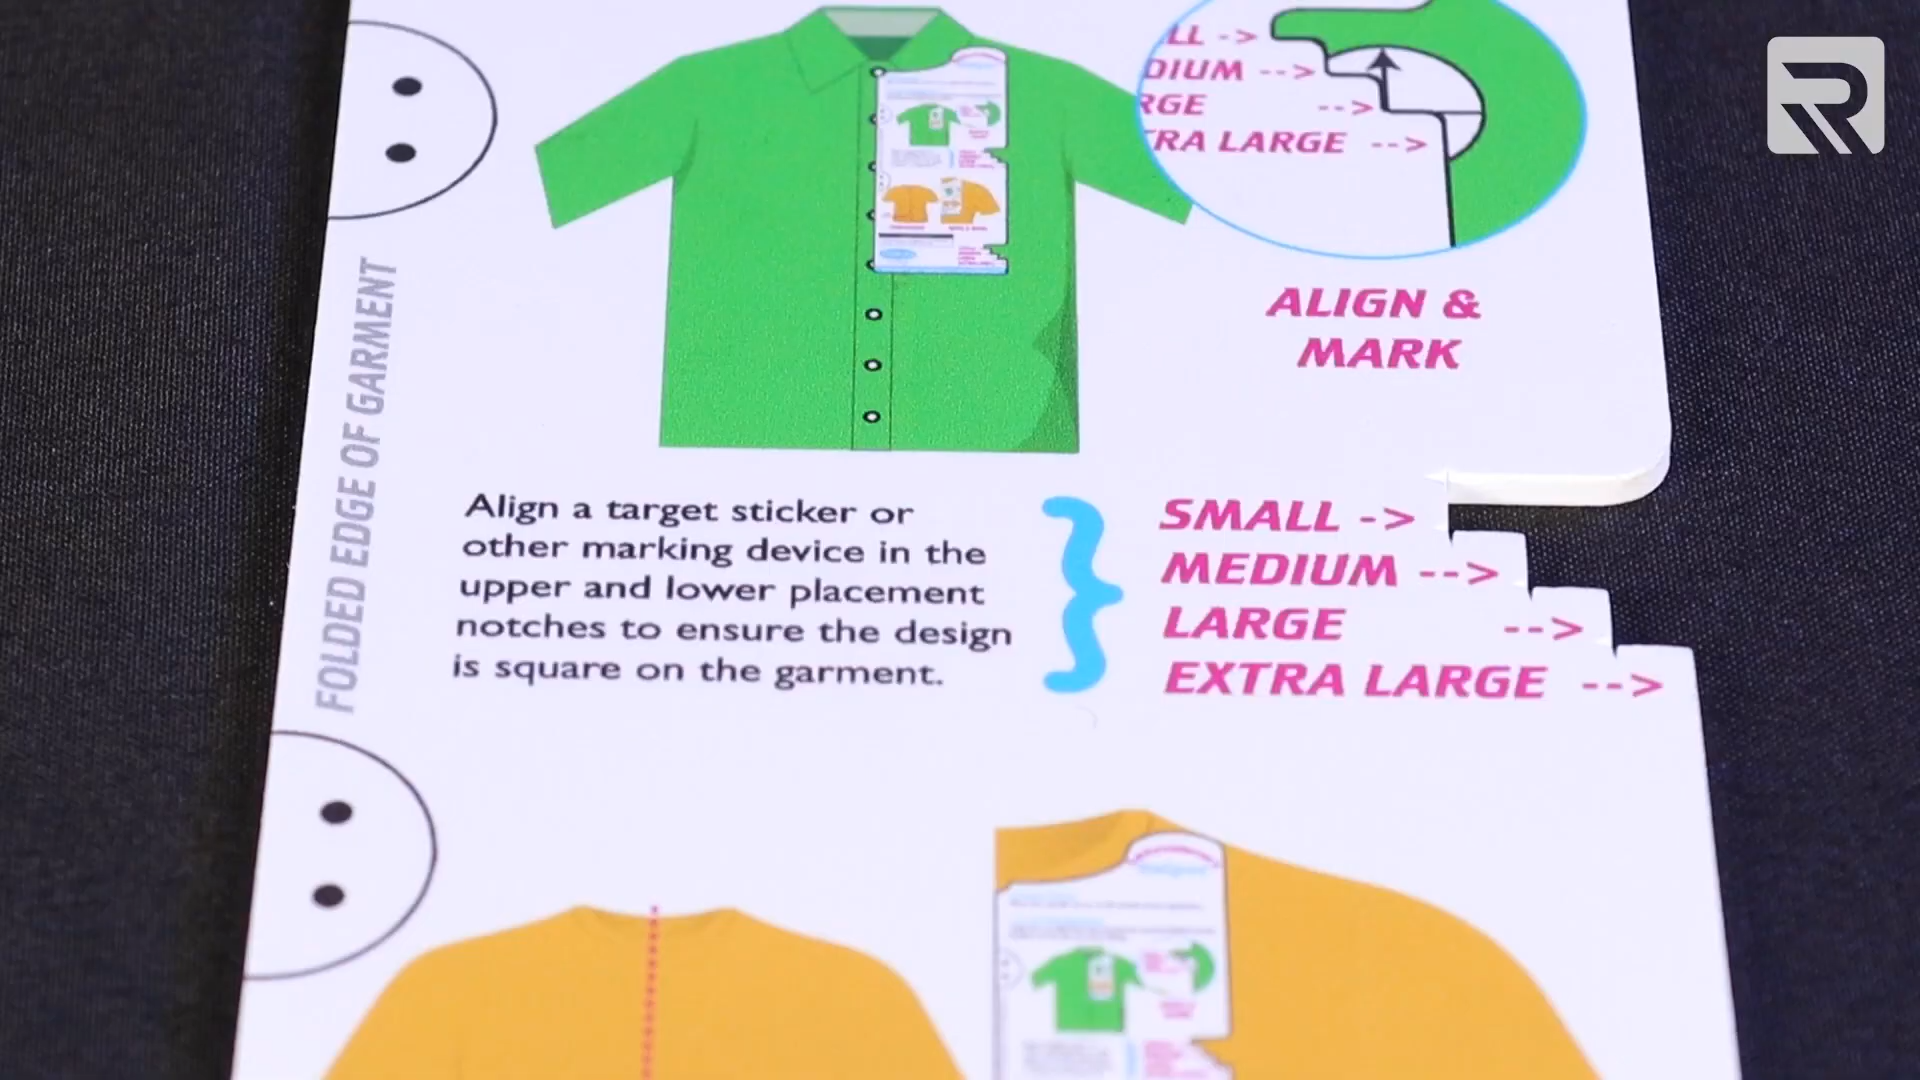 LL ->
DIUM -->
RGE -->
RA LARGE -->
ALIGN &
MARK
FOLDED EDGE OF GARMENT
Align a target sticker or
other marking device in the
upper and lower placement
notches to ensure the design
is square on the garment.
SMALL ->
MEDIUM -->
LARGE -->
EXTRA LARGE -->